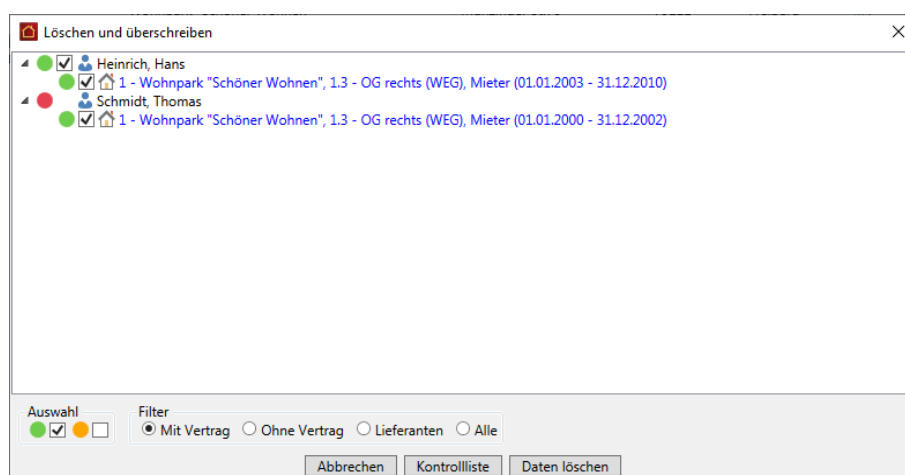 Löschen und überschreiben
Heinrich, Hans
1 - Wohnpark "Schöner Wohnen", 1.3 - OG rechts (WEG), Mieter (01.01.2003 - 31.12.2010)
Schmidt, Thomas
1 - Wohnpark "Schöner Wohnen", 1.3 - OG rechts (WEG), Mieter (01.01.2000 - 31.12.2002)
Auswahl Filter
Mit Vertrag Ohne Vertrag Lieferanten Alle
Abbrechen Kontrollliste Daten löschen